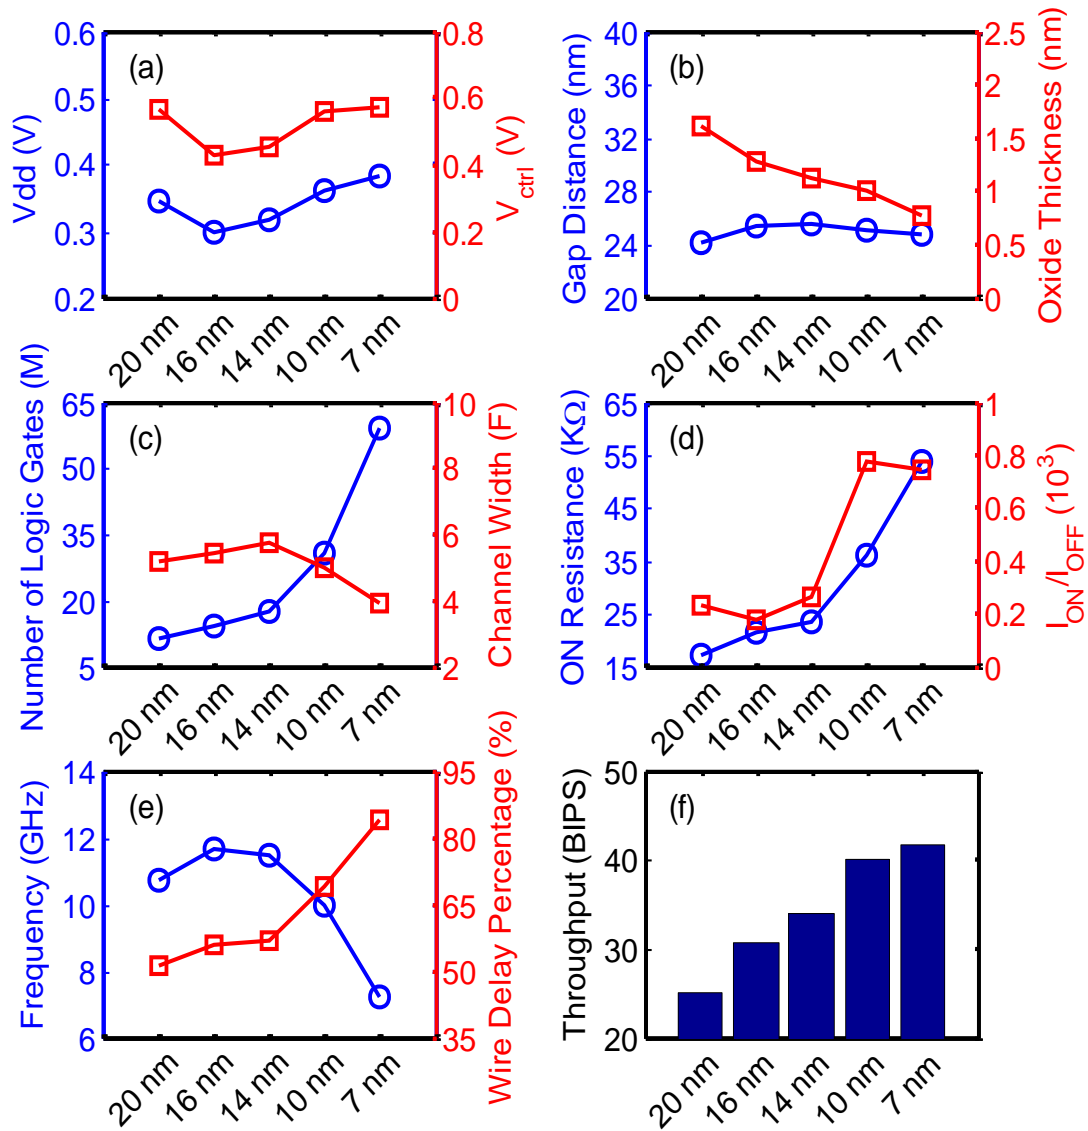 (a)
Vdd (V)
0.6
0.5
0.4
0.3
0.2
V_ctrl (V)
0.8
0.6
0.4
0.2
0
20 nm
16 nm
14 nm
10 nm
7 nm
(b)
Gap Distance (nm)
40
36
32
28
24
20
Oxide Thickness (nm)
2.5
2
1.5
1
0.5
0
20 nm
16 nm
14 nm
10 nm
7 nm
(c)
Number of Logic Gates (M)
65
50
35
20
5
Channel Width (F)
10
8
6
4
2
20 nm
16 nm
14 nm
10 nm
7 nm
(d)
ON Resistance (KΩ)
65
55
45
35
25
15
I_ON/I_OFF (10³)
1
0.8
0.6
0.4
0.2
0
20 nm
16 nm
14 nm
10 nm
7 nm
(e)
Frequency (GHz)
14
12
10
8
6
Wire Delay Percentage (%)
95
80
65
50
35
20 nm
16 nm
14 nm
10 nm
7 nm
(f)
Throughput (BIPS)
50
40
30
20
20 nm
16 nm
14 nm
10 nm
7 nm